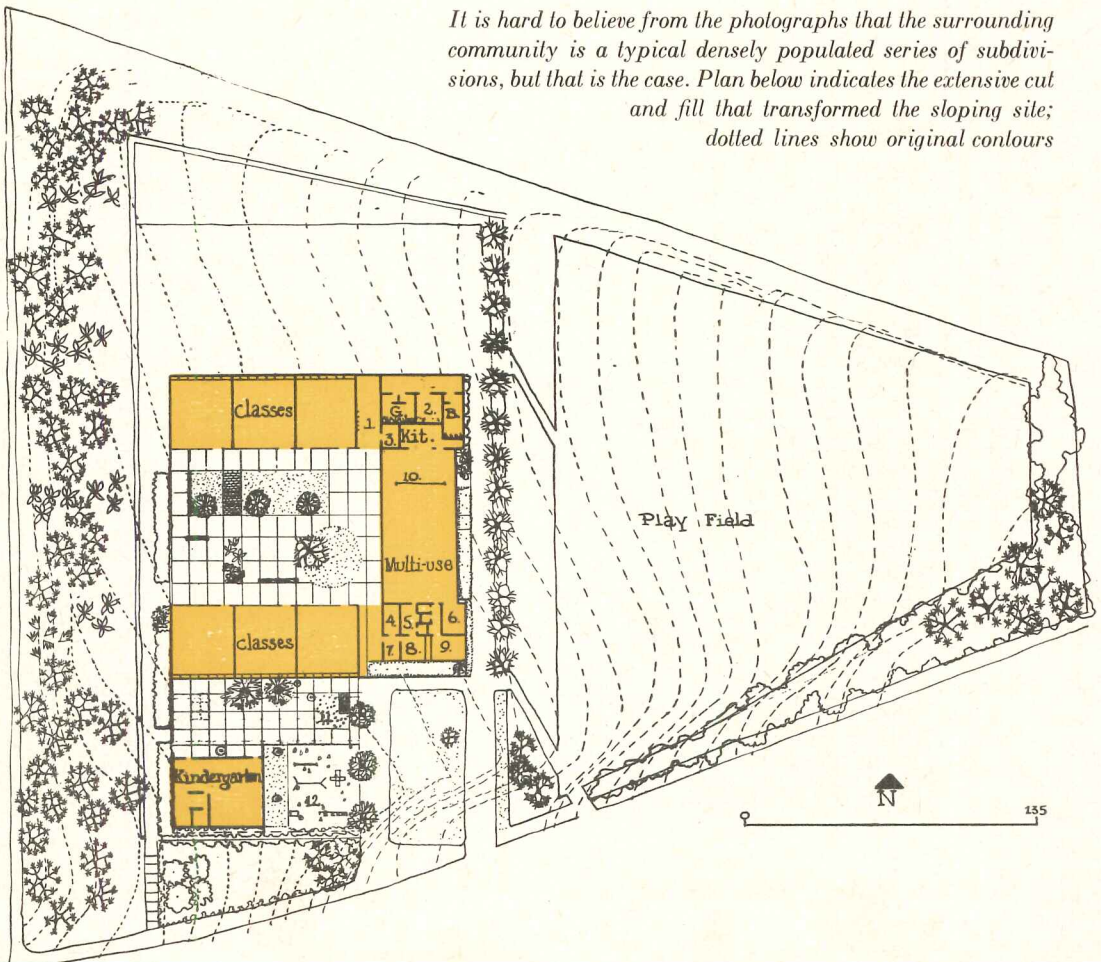 It is hard to believe from the photographs that the surrounding
community is a typical densely populated series of subdivi-
sions, but that is the case. Plan below indicates the extensive cut
and fill that transformed the sloping site;
dotted lines show original contours
Classes
1.
G.
2.
B.
3.
Kit.
10.
Play Field
Multi-use
Classes
4.
5.
6.
7.
8.
9.
11.
Kindergarten
12.
N
0
135